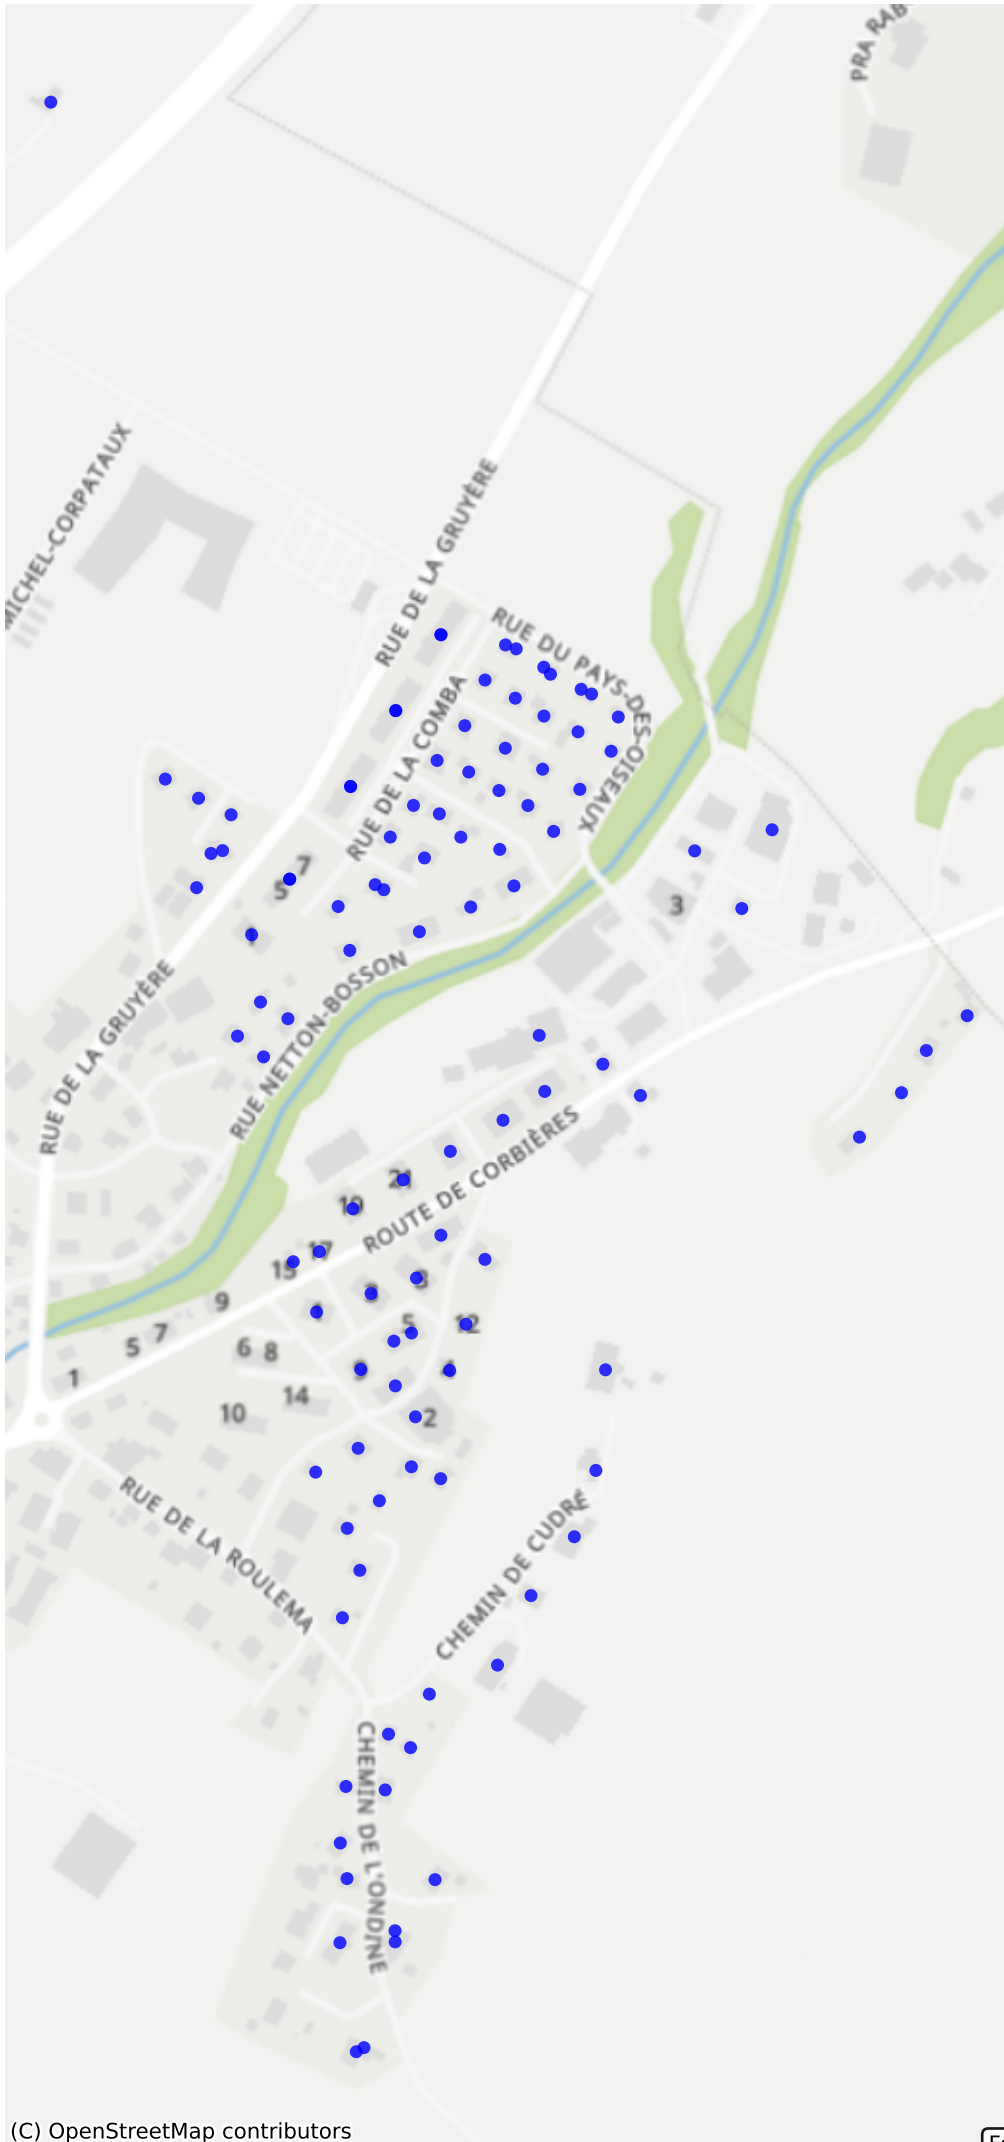 PRA RAB
MICHEL-CORPATAUX
RUE DE LA GRUYÈRE
RUE DU PAYS-DES-OISEAUX
RUE DE LA COMBA
7
5
3
RUE DE LA GRUYÈRE
RUE NETTON-BOSSON
21
19
ROUTE DE CORBIÈRES
17
15
3
9
5
12
7
5
6
8
1
14
10
2
RUE DE LA ROULEMA
CHEMIN DE CUDRÉ
CHEMIN DE L'ONDINE
(C) OpenStreetMap contributors